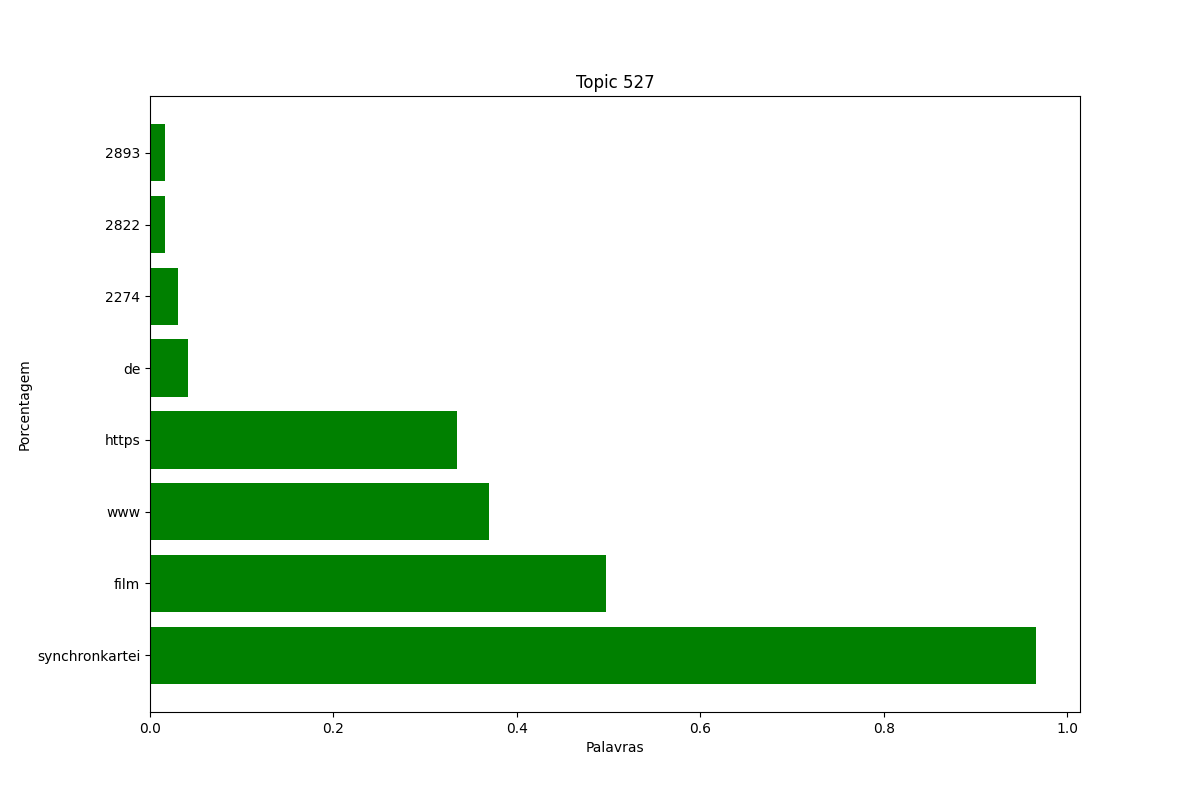 Topic 527
2893
2822
2274
de
https
www
film
synchronkartei
Porcentagem
0.0 0.2 0.4 0.6 0.8 1.0
Palavras